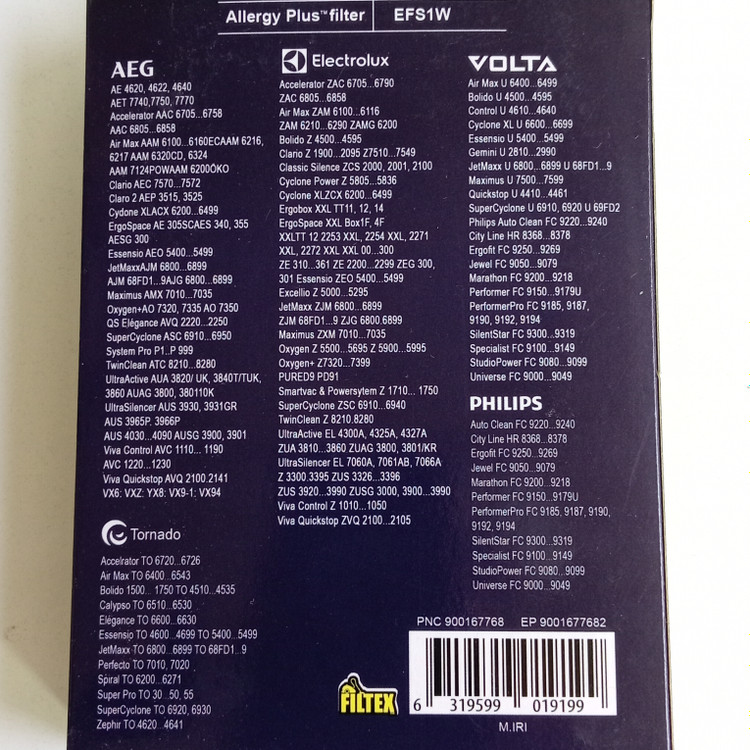 Allergy Plus™ filter
EFS1W
AEG
AE 4620, 4622, 4640
AET 7740,7750, 7770
Accelerator AAC 6705...6758
AAC 6805...6858
Air Max AAM 6100...6160ECAAM 6216,
6217 AAM 6320CD, 6324
AAM 7124POWAAM 6200ÖKO
Clario AEC 7570...7572
Claro 2 AEP 3515, 3525
Cydone XLACX 6200...6499
ErgoSpace AE 305SCAES 340, 355
AESG 300
Essensio AEO 5400...5499
JetMaxxAJM 6800...6899
AJM 68FD1...9AJG 6800...6899
Maximus AMX 7010...7035
Oxygen+AO 7320, 7335 AO 7350
QS Elégance AVQ 2220...2250
SuperCyclone ASC 6910...6950
System Pro P1...P 999
TwinClean ATC 8210...8280
UltraActive AUA 3820/ UK, 3840T/TUK,
3860 AUAG 3800, 380110K
UltraSilencer AUS 3930, 3931GR
AUS 3965P. 3966P
AUS 4030...4090 AUSG 3900, 3901
Viva Control AVC 1110... 1190
AVC 1220...1230
Viva Quickstop AVQ 2100.2141
VX6: VXZ: YX8: VX9-1: VX94
Tornado
Accelrator TO 6720...6726
Air Max TO 6400...6543
Bolido 1500... 1750 TO 4510...4535
Calypso TO 6510...6530
Elégance TO 6600...6630
Essensio TO 4600...4699 TO 5400...5499
JetMaxx TO 6800...6899 TO 68FD1...9
Perfecto TO 7010, 7020
Spiral TO 6200...6271
Super Pro TO 30...50, 55
SuperCyclone TO 6920, 6930
Zephir TO 4620...4641
Electrolux
Accelerator ZAC 6705...6790
ZAC 6805...6858
Air Max ZAM 6100...6116
ZAM 6210...6290 ZAMG 6200
Bolido Z 4500...4595
Clario Z 1900...2095 Z7510...7549
Classic Silence ZCS 2000, 2001, 2100
Cyclone Power Z 5805...5836
Cyclone XLZCX 6200...6499
Ergobox XXL TT11, 12, 14
ErgoSpace XXL Box1F, 4F
XXLTT 12 2253 XXL, 2254 XXL, 2271
XXL, 2272 XXL XXL 00...300
ZE 310...361 ZE 2200...2299 ZEG 300,
301 Essensio ZEO 5400...5499
Excellio Z 5000...5295
JetMaxx ZJM 6800...6899
ZJM 68FD1...9 ZJG 6800.6899
Maximus ZXM 7010...7035
Oxygen Z 5500...5695 Z 5900...5995
Oxygen+ Z7320...7399
PURED9 PD91
Smartvac & Powersytem Z 1710... 1750
SuperCyclone ZSC 6910...6940
TwinClean Z 8210.8280
UltraActive EL 4300A, 4325A, 4327A
ZUA 3810...3860 ZUAG 3800, 3801/KR
UltraSilencer EL 7060A, 7061AB, 7066A
Z 3300.3395 ZUS 3326...3396
ZUS 3920...3990 ZUSG 3000, 3900...3990
Viva Control Z 1010...1050
Viva Quickstop ZVQ 2100...2105
VOLTA
Air Max U 6400...6499
Bolido U 4500...4595
Control U 4610...4640
Cyclone XL U 6600...6699
Essensio U 5400...5499
Gemini U 2810...2990
JetMaxx U 6800...6899 U 68FD1...9
Maximus U 7500...7599
Quickstop U 4410...4461
SuperCyclone U 6910, 6920 U 69FD2
Philips Auto Clean FC 9220...9240
City Line HR 8368...8378
Ergofit FC 9250...9269
Jewel FC 9050...9079
Marathon FC 9200...9218
Performer FC 9150...9179U
PerformerPro FC 9185, 9187,
9190, 9192, 9194
SilentStar FC 9300...9319
Specialist FC 9100...9149
StudioPower FC 9080...9099
Universe FC 9000...9049
PHILIPS
Auto Clean FC 9220...9240
City Line HR 8368...8378
Ergofit FC 9250...9269
Jewel FC 9050...9079
Marathon FC 9200...9218
Performer FC 9150...9179U
PerformerPro FC 9185, 9187, 9190,
9192, 9194
SilentStar FC 9300...9319
Specialist FC 9100...9149
StudioPower FC 9080...9099
Universe FC 9000...9049
PNC 900167768 EP 9001677682
FILTEX
6 319599 019199
M.IRI